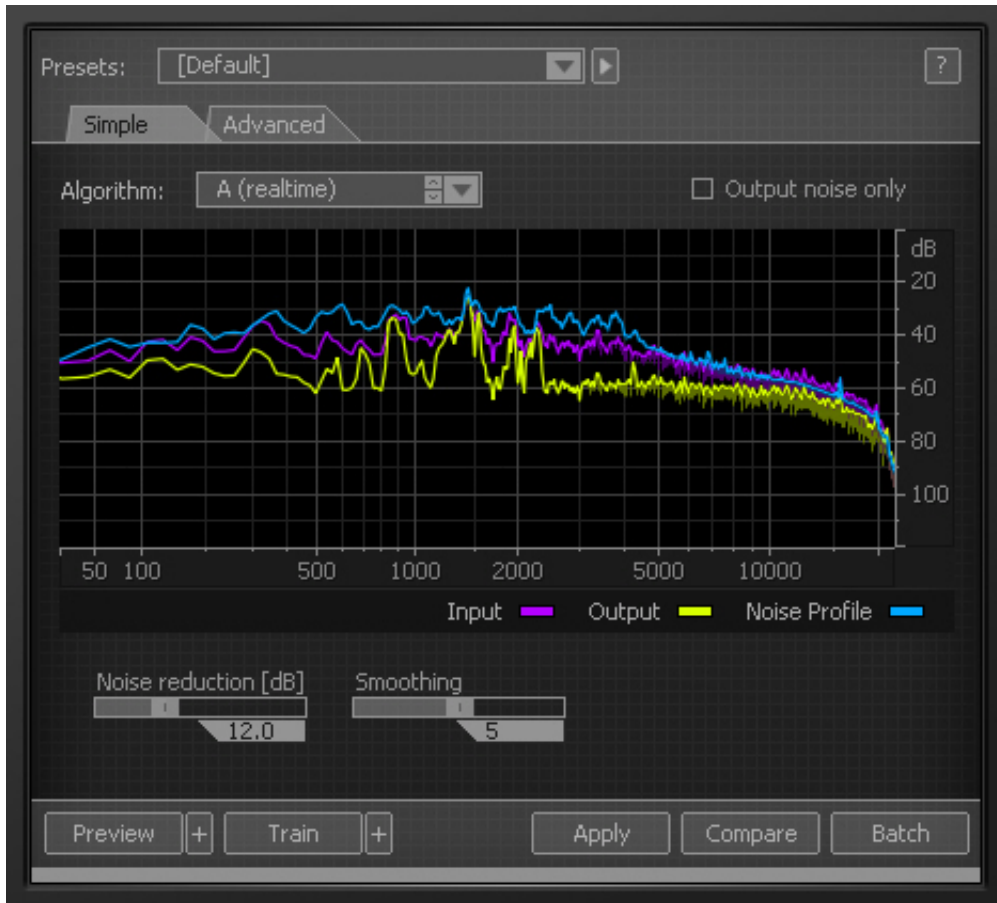 Presets: [Default] ?
Simple Advanced
Algorithm: A (realtime) Output noise only
dB
20
40
60
80
100
50 100 500 1000 2000 5000 10000
Input Output Noise Profile
Noise reduction [dB] Smoothing
12.0 5
Preview + Train + Apply Compare Batch